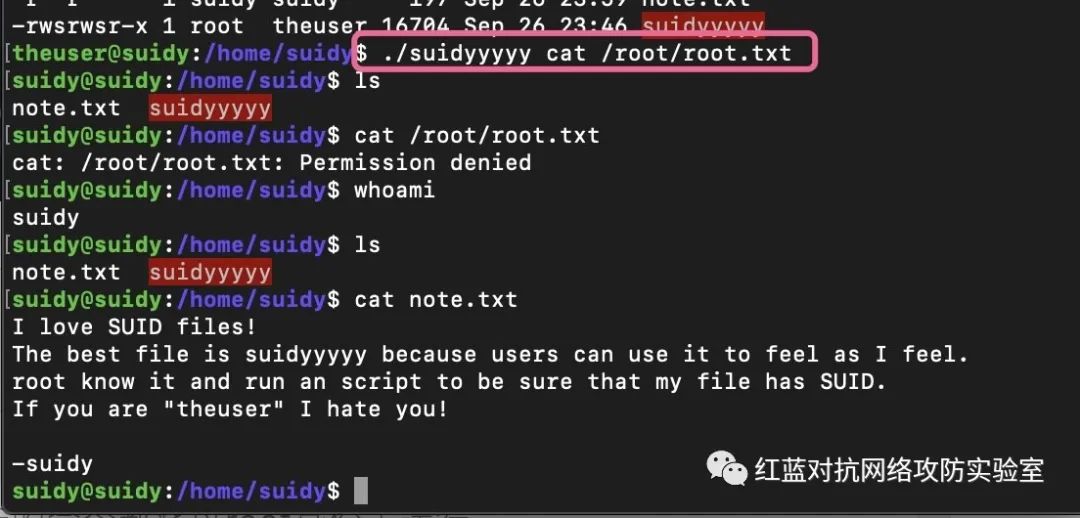 197 Sep 26 23:59 note.txt
-rwsrwsr-x 1 root  theuser 16704 Sep 26 23:46 suidyyyyy
[theuser@suidy:/home/suidy$ ./suidyyyyy cat /root/root.txt
[suidy@suidy:/home/suidy$ ls
note.txt  suidyyyyy
[suidy@suidy:/home/suidy$ cat /root/root.txt
cat: /root/root.txt: Permission denied
[suidy@suidy:/home/suidy$ whoami
suidy
[suidy@suidy:/home/suidy$ ls
note.txt  suidyyyyy
[suidy@suidy:/home/suidy$ cat note.txt
I love SUID files!
The best file is suidyyyyy because users can use it to feel as I feel.
root know it and run an script to be sure that my file has SUID.
If you are "theuser" I hate you!
-suidy
红蓝对抗网络攻防实验室
suidy@suidy:/home/suidy$